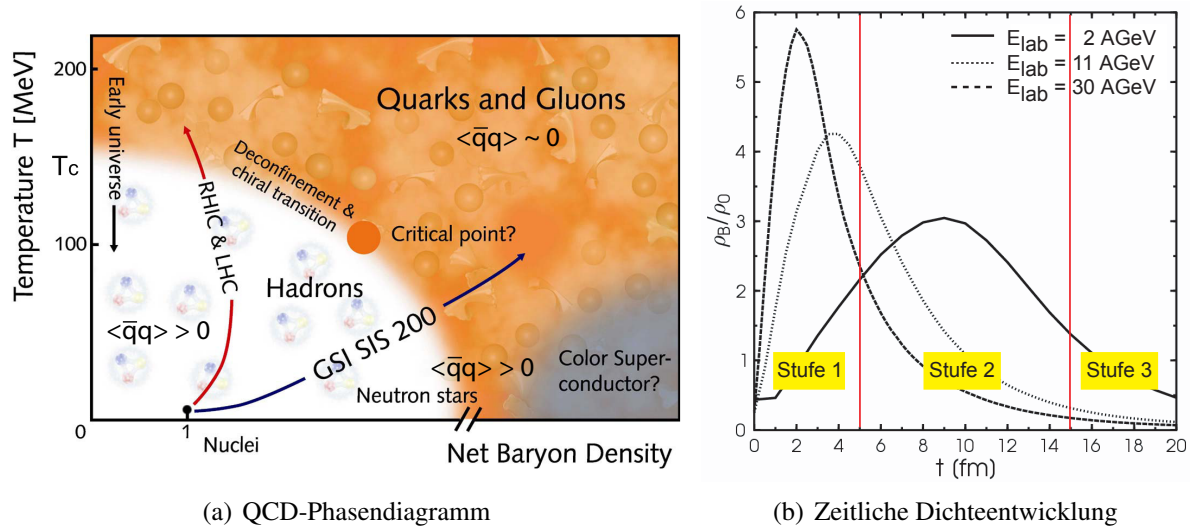 Temperature T [MeV]
200
Tc
100
0
Early universe
RHIC & LHC
Deconfinement &
chiral transition
Quarks and Gluons
<q̄q> ~ 0
Critical point?
Hadrons
<q̄q> > 0
GSI SIS 200
<q̄q> > 0
Neutron stars
Color Super-
conductor?
1
Nuclei
Net Baryon Density
(a) QCD-Phasendiagramm
6
5
4
3
2
1
0
ρB/ρ0
Elab = 2 AGeV
Elab = 11 AGeV
Elab = 30 AGeV
Stufe 1
Stufe 2
Stufe 3
0 2 4 6 8 10 12 14 16 18 20
t (fm)
(b) Zeitliche Dichteentwicklung